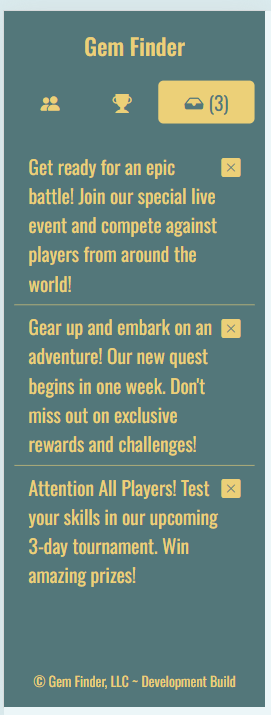 Gem Finder
(3)
Get ready for an epic
battle! Join our special live
event and compete against
players from around the
world!
Gear up and embark on an
adventure! Our new quest
begins in one week. Don't
miss out on exclusive
rewards and challenges!
Attention All Players! Test
your skills in our upcoming
3-day tournament. Win
amazing prizes!
© Gem Finder, LLC ~ Development Build